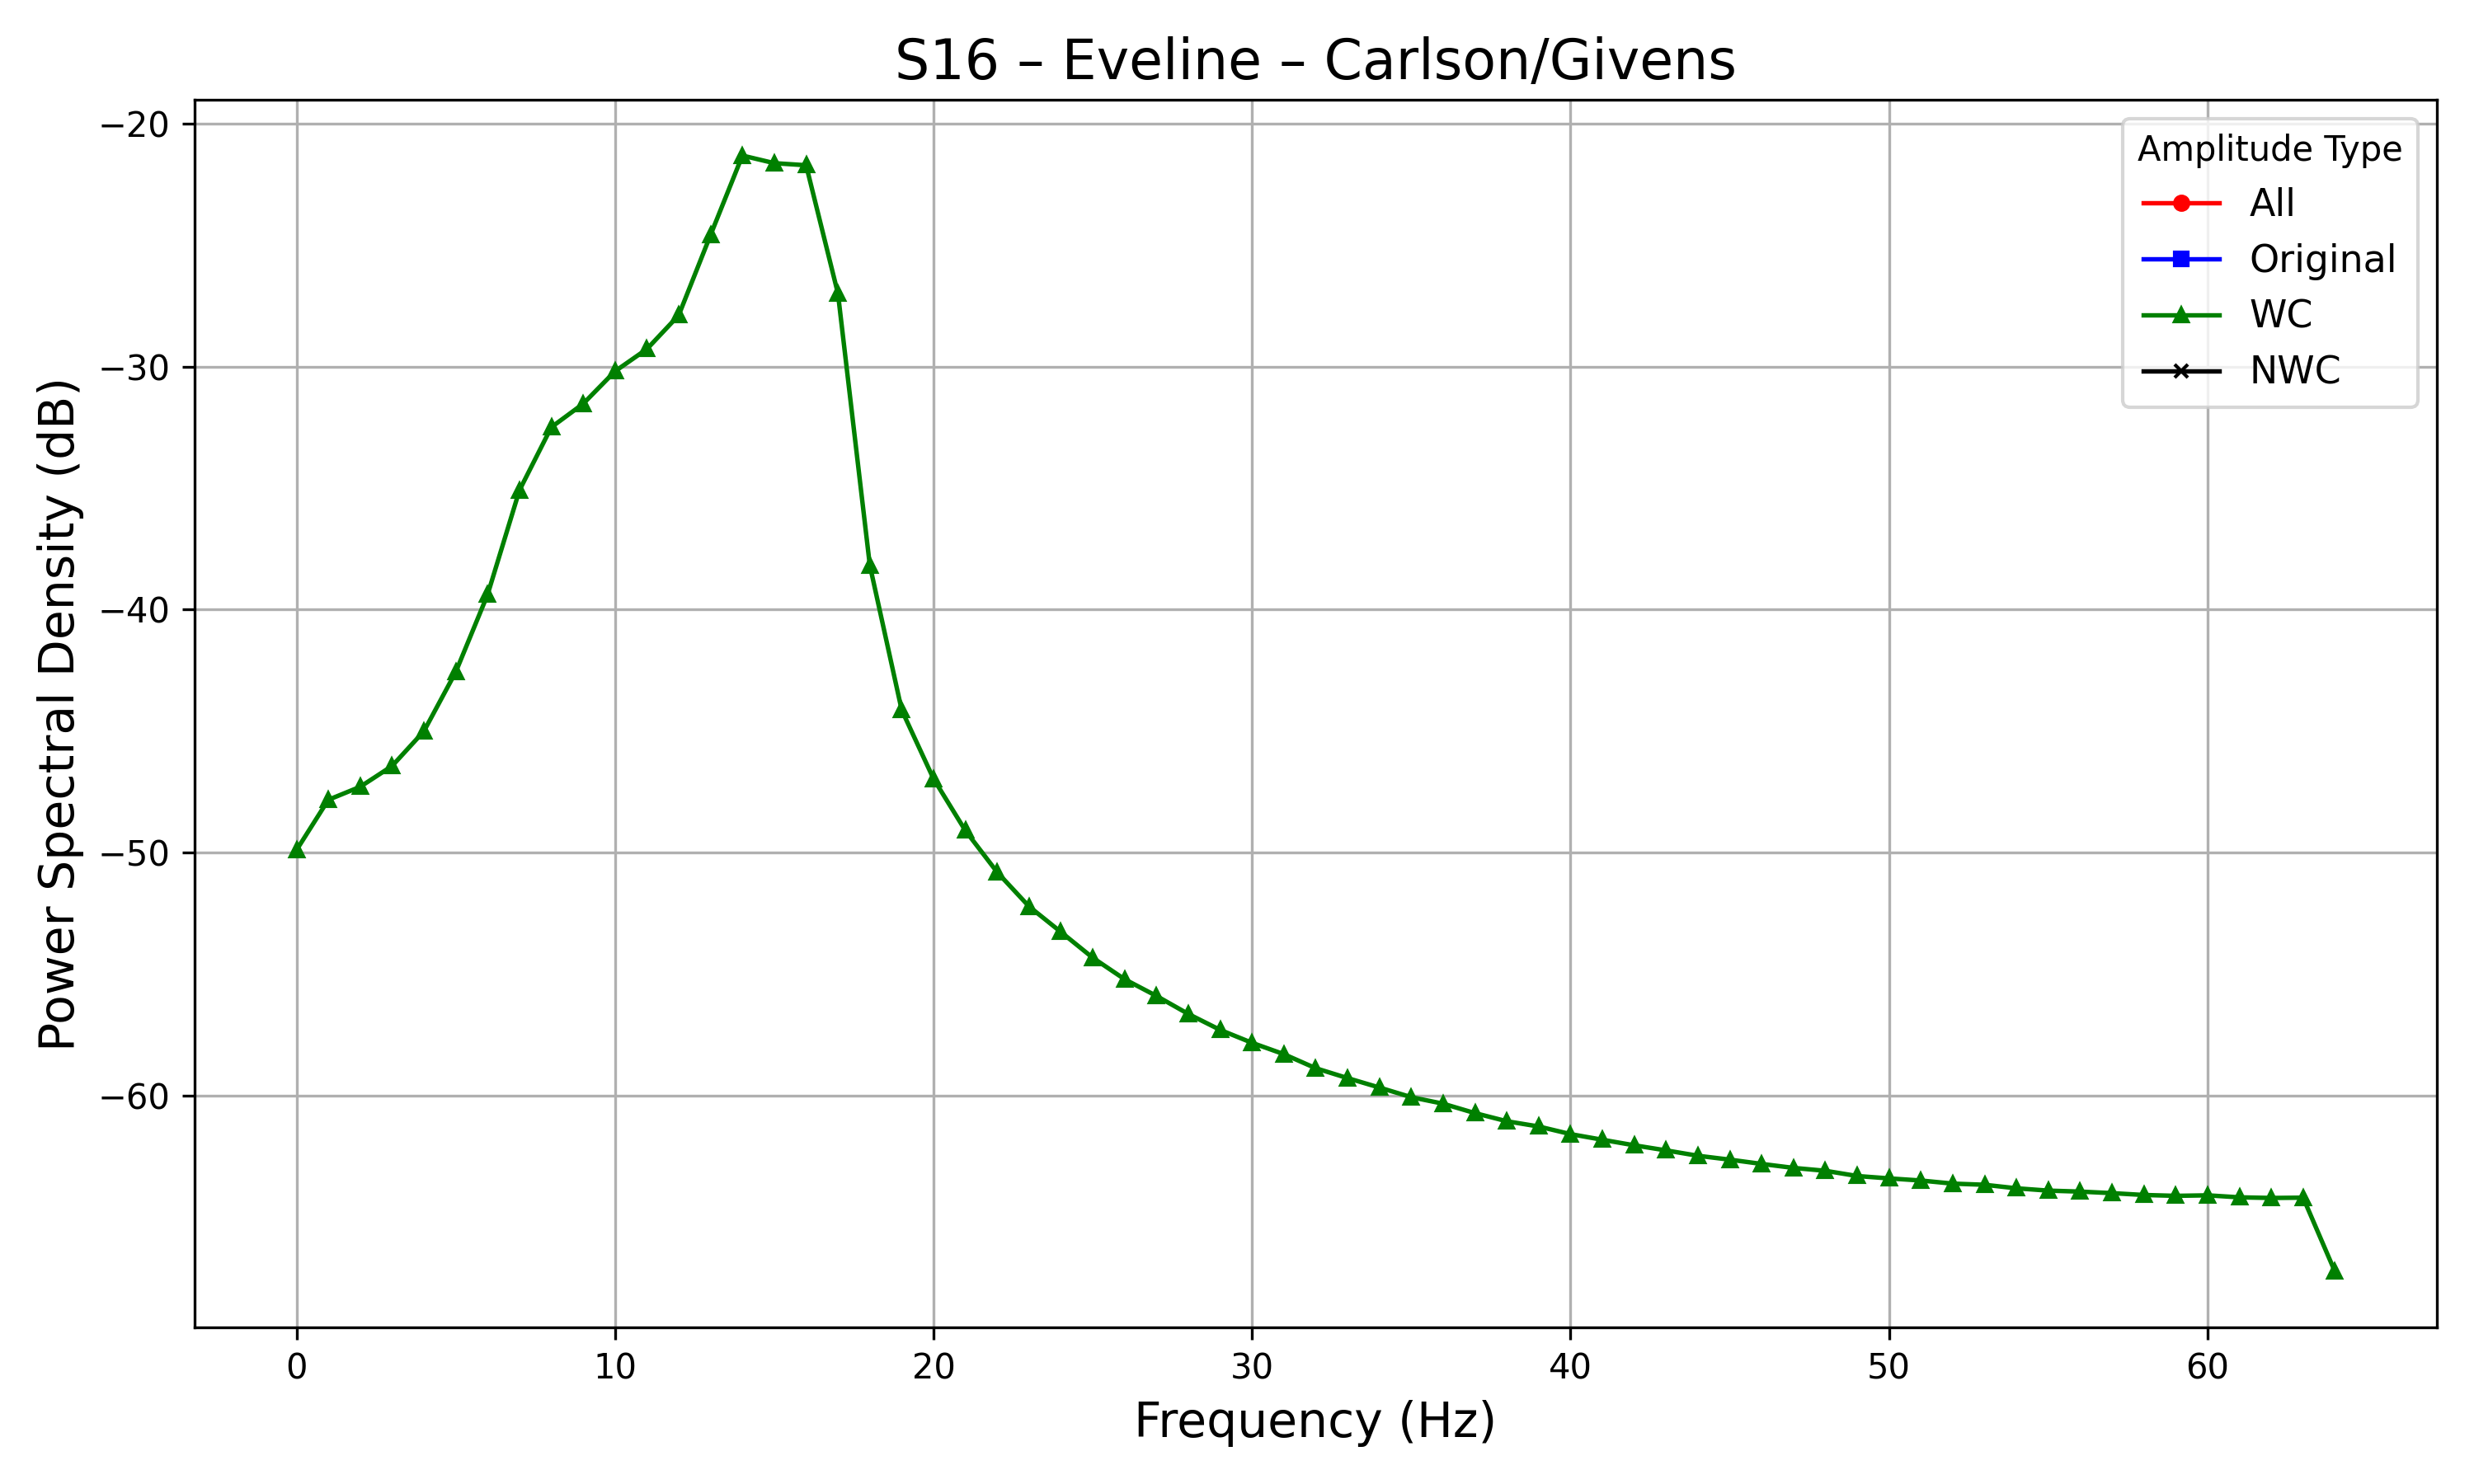 S16 – Eveline – Carlson/Givens
Power Spectral Density (dB)
−20
−30
−40
−50
−60
Amplitude Type
All
Original
WC
NWC
0 10 20 30 40 50 60
Frequency (Hz)